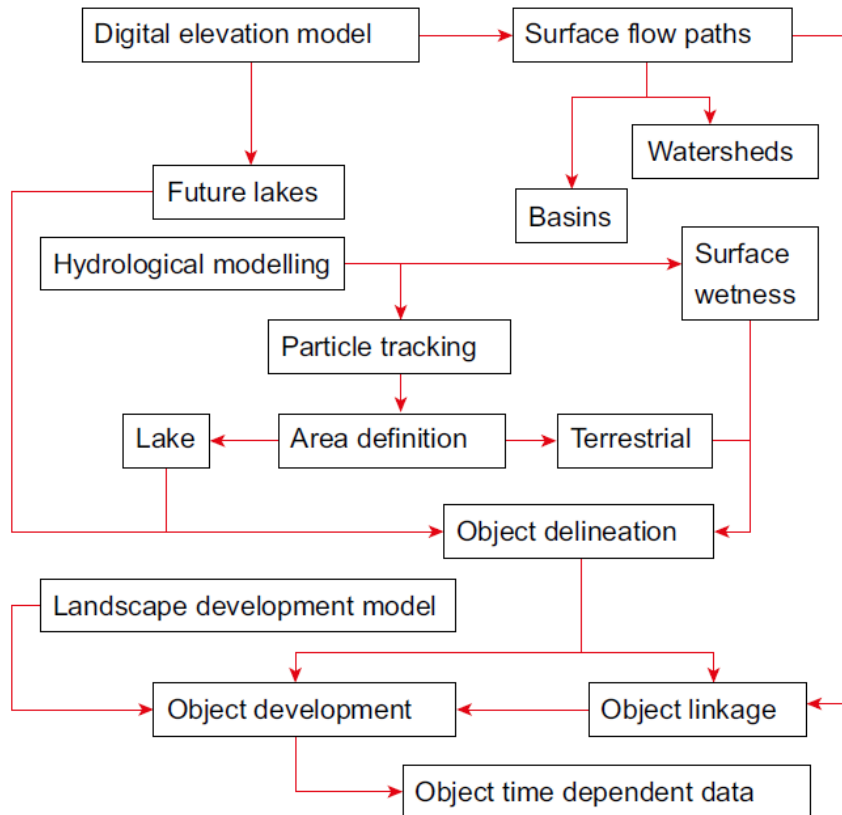 Digital elevation model
Surface flow paths
Watersheds
Future lakes
Basins
Hydrological modelling
Surface
wetness
Particle tracking
Lake
Area definition
Terrestrial
Object delineation
Landscape development model
Object development
Object linkage
Object time dependent data